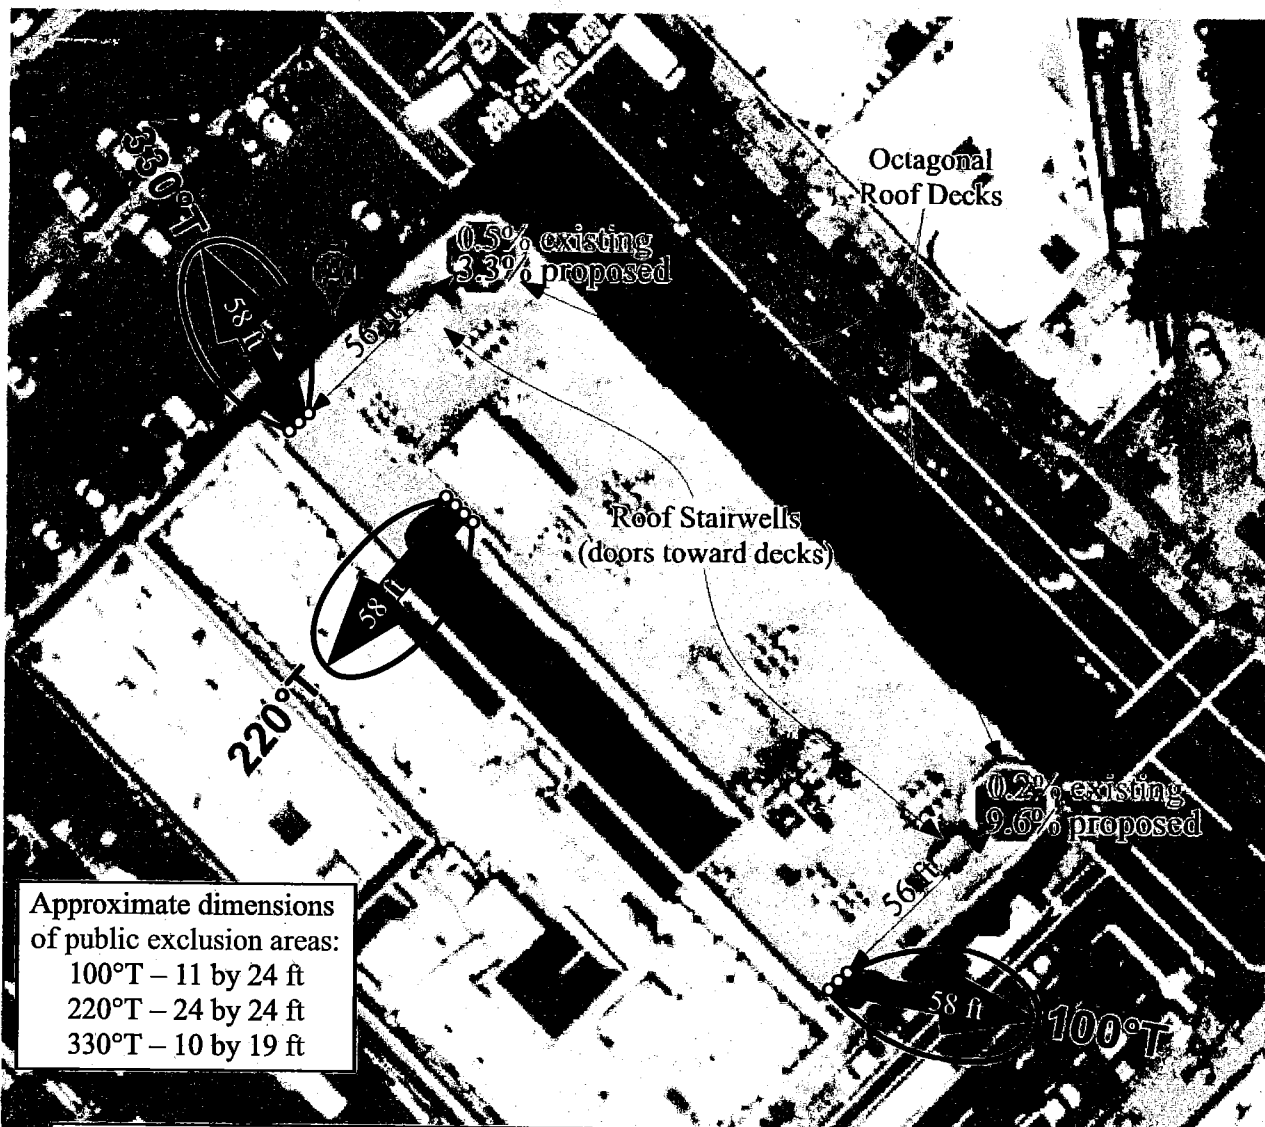 Octagonal
Roof Decks
330°T
0.5% existing
3.3% proposed
58 ft
56 ft
Roof Stairwells
(doors toward decks)
58 ft
220°T
0.2% existing
9.6% proposed
56 ft
58 ft
100°T
Approximate dimensions
of public exclusion areas:
100°T – 11 by 24 ft
220°T – 24 by 24 ft
330°T – 10 by 19 ft